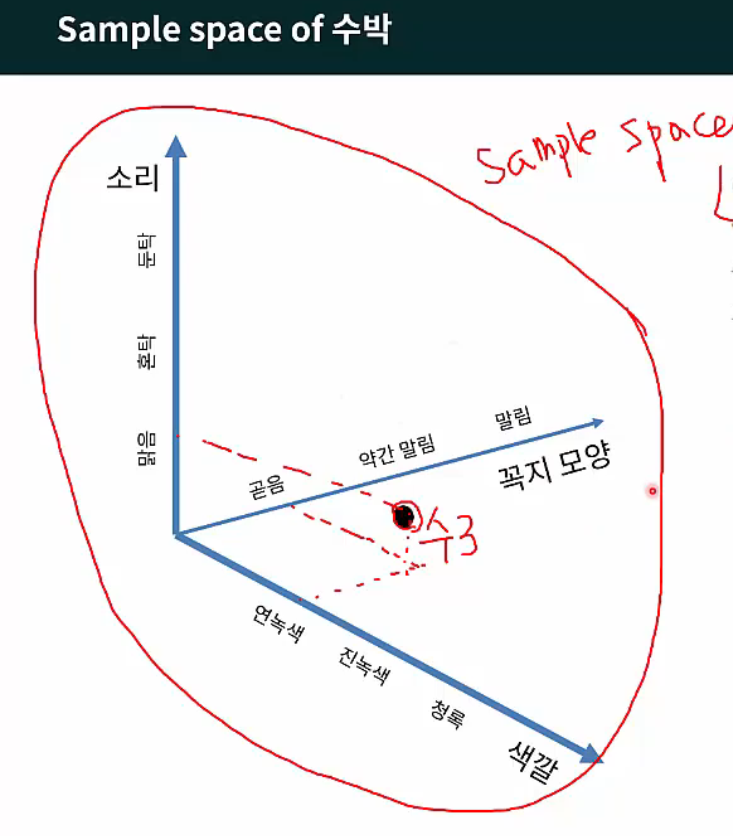 Sample space of 수박
Sample space
소리
둔탁
혼탁
맑음
말림
약간 말림
곧음
꼭지 모양
수3
연녹색
진녹색
청록
색깔